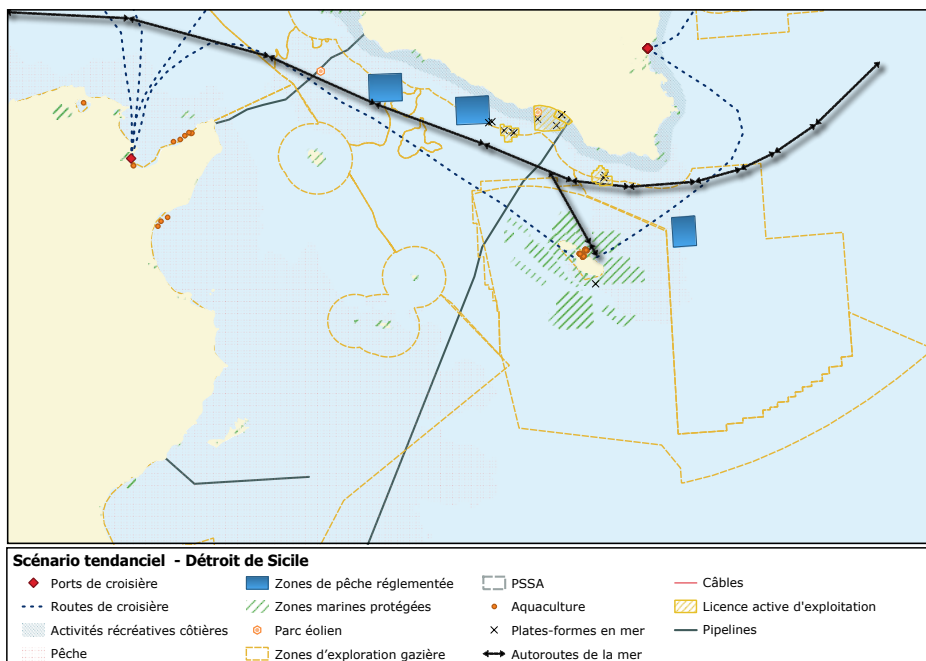 Scénario tendanciel - Détroit de Sicile
Ports de croisière
Routes de croisière
Activités récréatives côtières
Pêche
Zones de pêche réglementée
Zones marines protégées
Parc éolien
Zones d’exploration gazière
PSSA
Aquaculture
Plates-formes en mer
Autoroutes de la mer
Câbles
Licence active d'exploitation
Pipelines